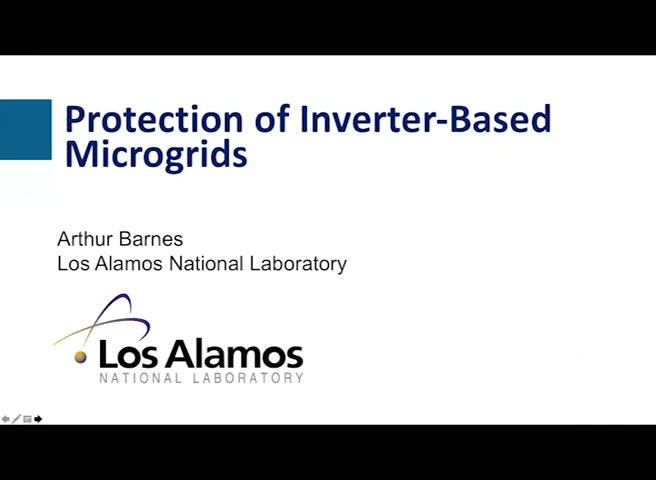 Protection of Inverter-Based
Microgrids
Arthur Barnes
Los Alamos National Laboratory
Los Alamos
NATIONAL LABORATORY